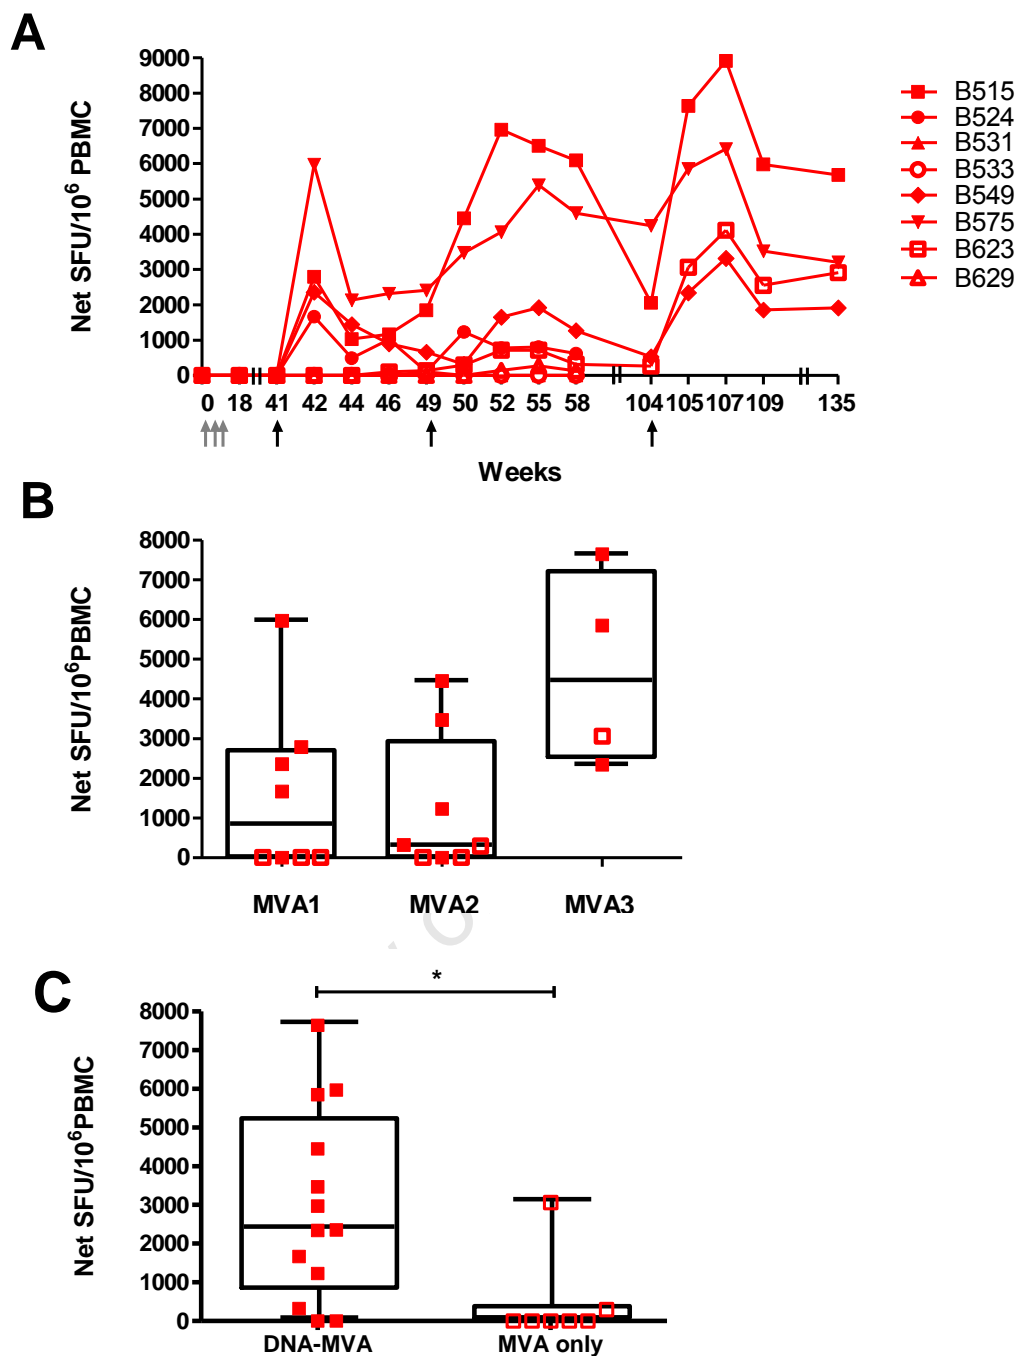 A
Net SFU/10⁶ PBMC
9000
8000
7000
6000
5000
4000
3000
2000
1000
0
0 18 41 42 44 46 49 50 52 55 58 104 105 107 109 135
Weeks
B515
B524
B531
B533
B549
B575
B623
B629
B
Net SFU/10⁶PBMC
8000
7000
6000
5000
4000
3000
2000
1000
0
MVA1 MVA2 MVA3
C
*
Net SFU/10⁶PBMC
8000
7000
6000
5000
4000
3000
2000
1000
0
DNA-MVA MVA only